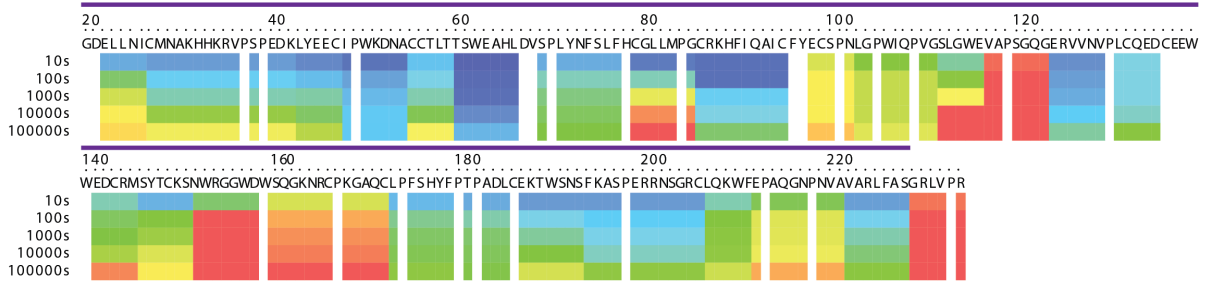 20 40 60 80 100 120
GDELLNICMNAKHHKRVPSPEDKLYEECIPWKDNACCTLTTSWEAHLDVSPLYNFSLFHCGLLMPGCRKHFIQAICFYECSPNLGPWIQPVGSLGWEVAPSGQGERVVNVPLCQEDCEEW
10s
100s
1000s
10000s
100000s
140 160 180 200 220
WEDCRMSYTCKSNWRGGWDWSQGKNRCPKGAQCLPFSHYFPTPADLCEKTWSNSFKASPERRNSGRCLQKWFEPAQGNPNVAVARLFASGRLVPR
10s
100s
1000s
10000s
100000s